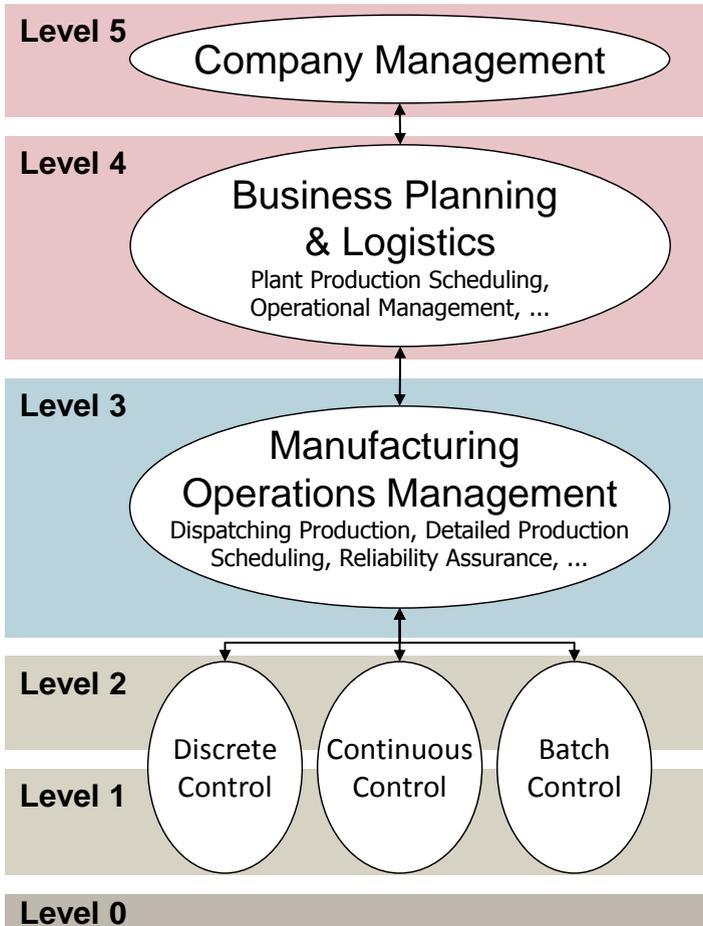 Level 5
Company Management
Level 4
Business Planning
& Logistics
Plant Production Scheduling,
Operational Management, ...
Level 3
Manufacturing
Operations Management
Dispatching Production, Detailed Production
Scheduling, Reliability Assurance, ...
Level 2
Discrete
Control
Continuous
Control
Batch
Control
Level 1
Level 0